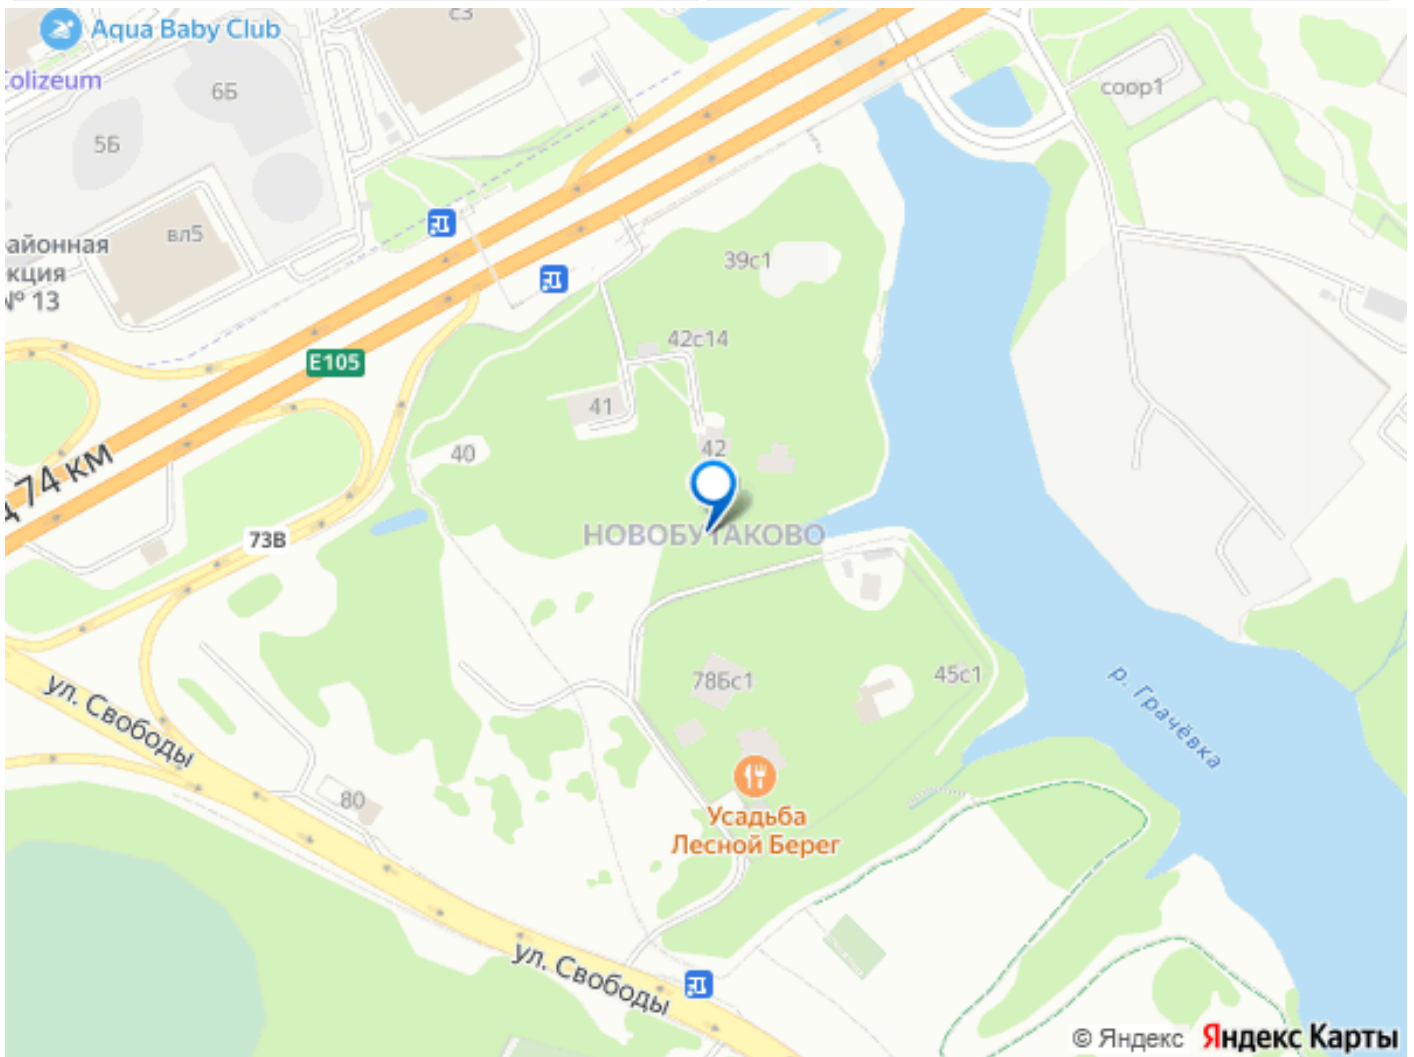 Aqua Baby Club
с3
olizeum
6Б
соор1
5Б
вл5
айонная
кция
№ 13
39с1
42с14
E105
41
42
40
74 км
НОВОБУТАКОВО
73В
78Бс1
45с1
р. Грачёвка
ул. Свободы
80
Усадьба
Лесной Берег
ул. Свободы
© Яндекс Яндекс Карты